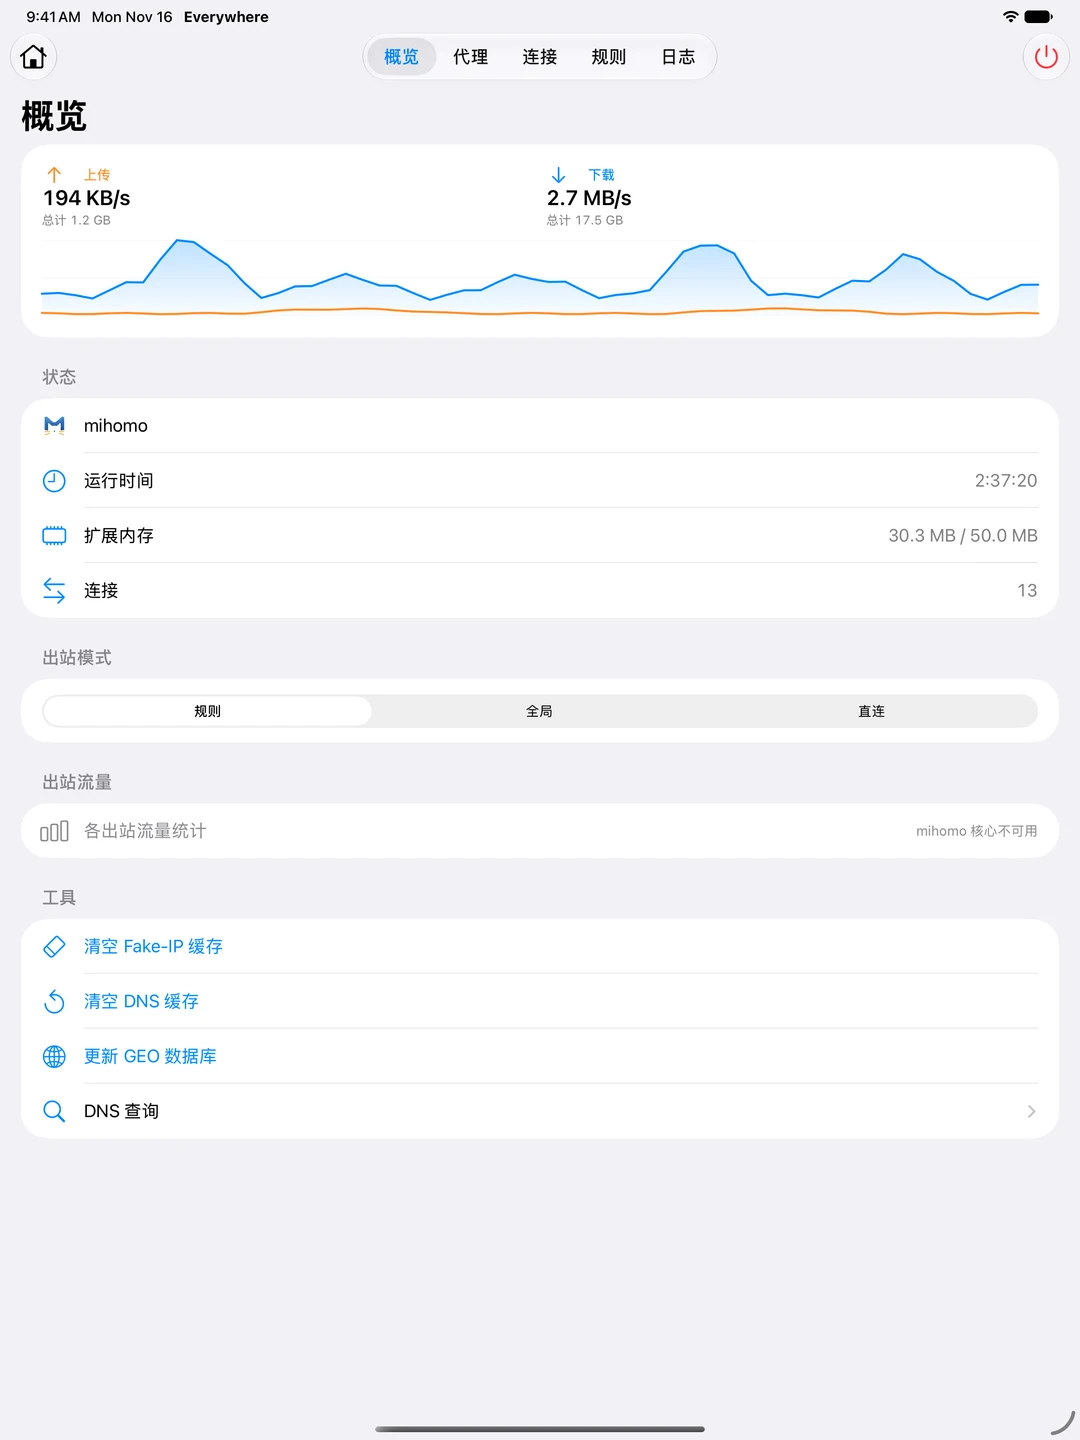 9:41 AM Mon Nov 16 Everywhere
概览 代理 连接 规则 日志
概览
上传 下载
194 KB/s 2.7 MB/s
总计 1.2 GB 总计 17.5 GB
状态
mihomo
运行时间 2:37:20
扩展内存 30.3 MB / 50.0 MB
连接 13
出站模式
规则 全局 直连
出站流量
各出站流量统计 mihomo 核心不可用
工具
清空 Fake-IP 缓存
清空 DNS 缓存
更新 GEO 数据库
DNS 查询